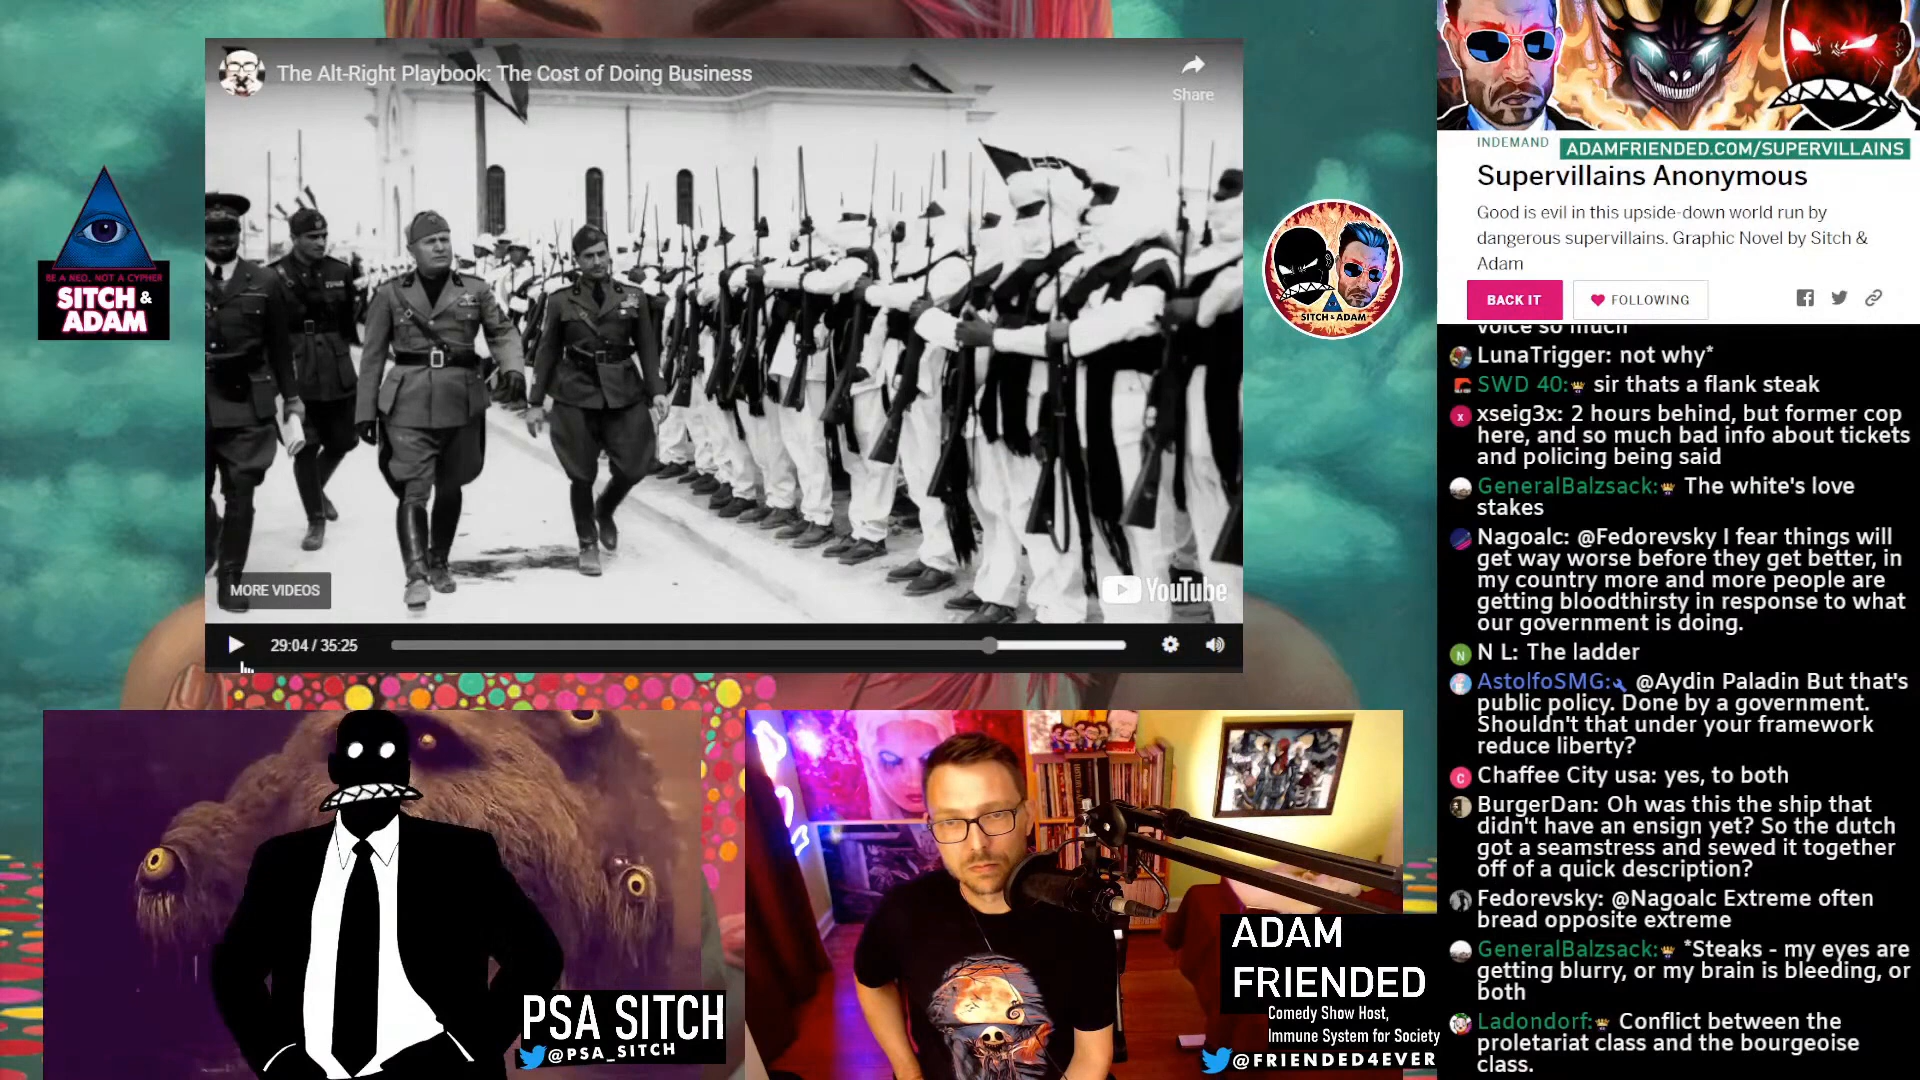 The Alt-Right Playbook: The Cost of Doing Business
Share
MORE VIDEOS
YouTube
29:04 / 35:25
BE A NEO.. NOT A CYPHER
SITCH &
ADAM
SITCH & ADAM
PSA SITCH
@PSA_SITCH
ADAM
FRIENDED
Comedy Show Host,
Immune System for Society
@FRIENDED4EVER
INDEMAND
ADAMFRIENDED.COM/SUPERVILLAINS
Supervillains Anonymous
Good is evil in this upside-down world run by
dangerous supervillains. Graphic Novel by Sitch &
Adam
BACK IT
FOLLOWING
voice so much
LunaTrigger: not why*
SWD 40: sir thats a flank steak
x
xseig3x: 2 hours behind, but former cop
here, and so much bad info about tickets
and policing being said
GeneralBalzsack: The white's love
stakes
Nagoalc: @Fedorevsky I fear things will
get way worse before they get better, in
my country more and more people are
getting bloodthirsty in response to what
our government is doing.
N
N L: The ladder
AstolfoSMG: @Aydin Paladin But that's
public policy. Done by a government.
Shouldn't that under your framework
reduce liberty?
C
Chaffee City usa: yes, to both
BurgerDan: Oh was this the ship that
didn't have an ensign yet? So the dutch
got a seamstress and sewed it together
off of a quick description?
Fedorevsky: @Nagoalc Extreme often
bread opposite extreme
GeneralBalzsack: *Steaks - my eyes are
getting blurry, or my brain is bleeding, or
both
Ladondorf: Conflict between the
proletariat class and the bourgeoise
class.